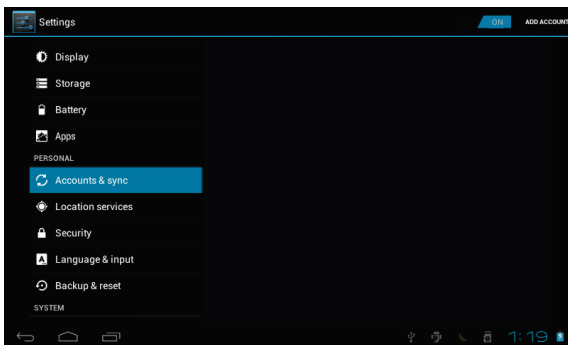 Settings
ON
ADD ACCOUNT
Display
Storage
Battery
Apps
PERSONAL
Accounts & sync
Location services
Security
A Language & input
Backup & reset
SYSTEM
1:19